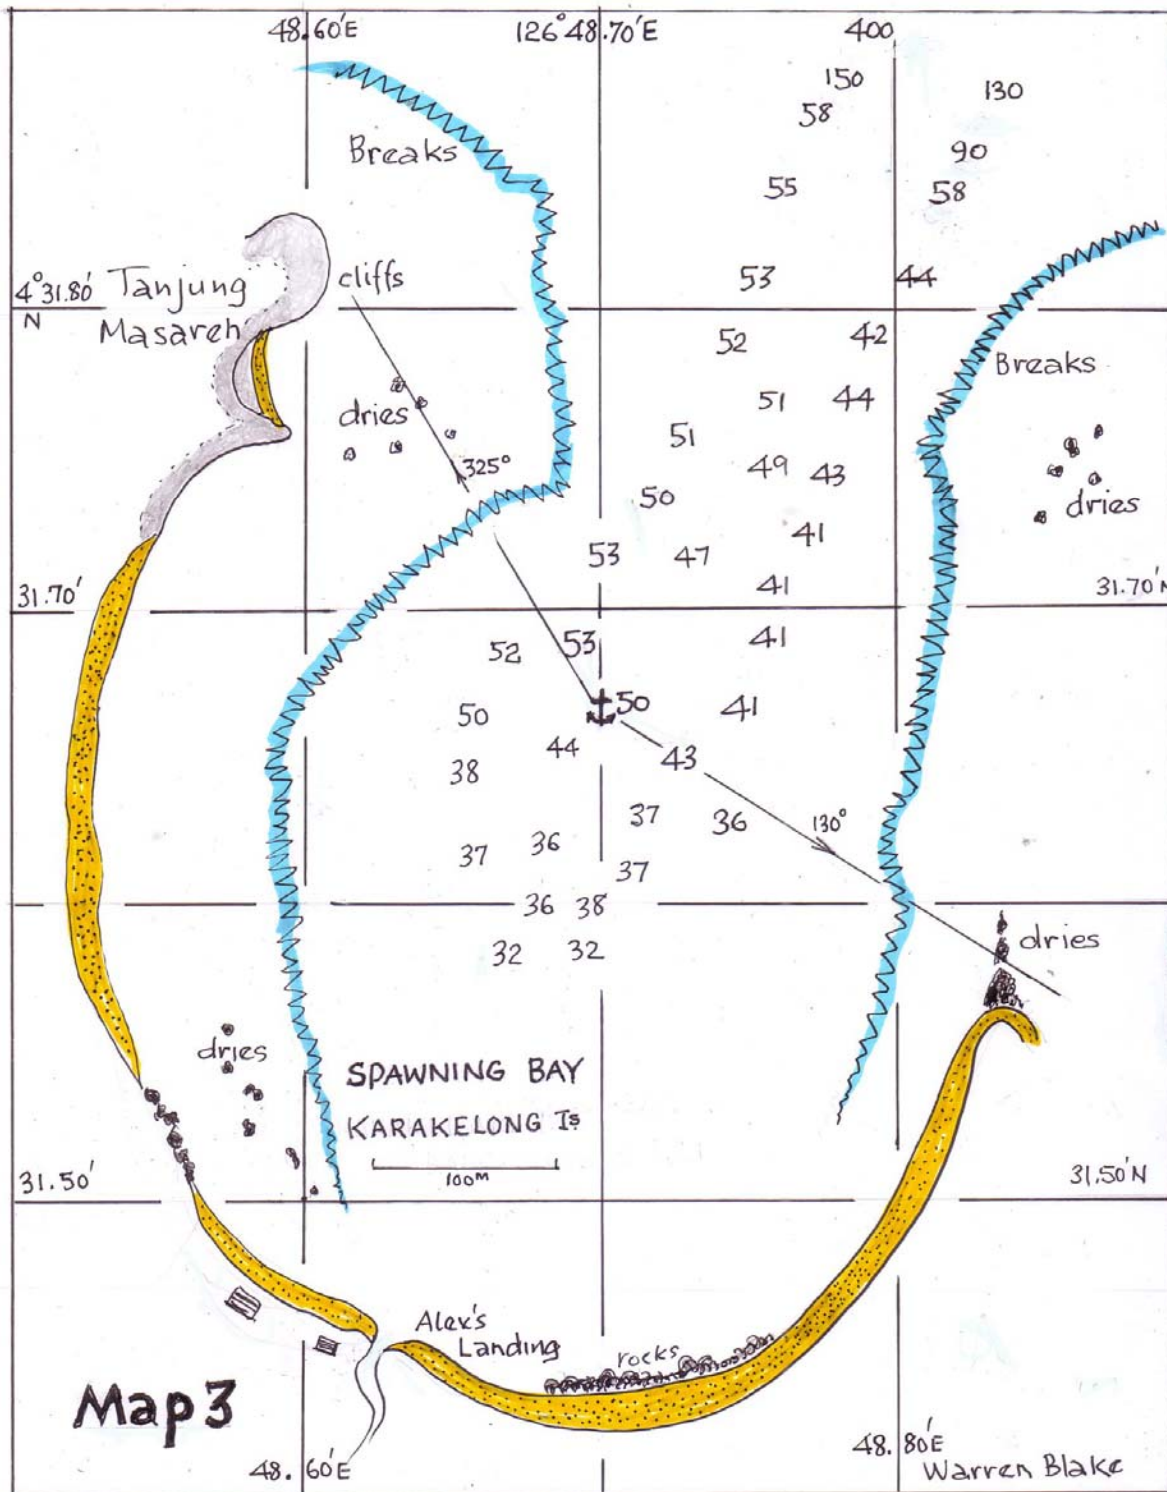 48.60'E 126°48.70'E 400
150
130
58
Breaks
90
55
58
cliffs
53
44
4°31.80'
N
Tanjung
Masareh
52
42
Breaks
51
44
dries
51
325°
49
43
50
dries
41
53
47
41
31.70'
31.70'N
52
53
41
50
50
41
44
43
38
37
36
130°
36
37
37
36
38
dries
32
32
dries
SPAWNING BAY
KARAKELONG Is
100M
31.50'
31.50'N
Alex's
Landing
rocks
Map 3
48.60'E
48.80'E
Warren Blake